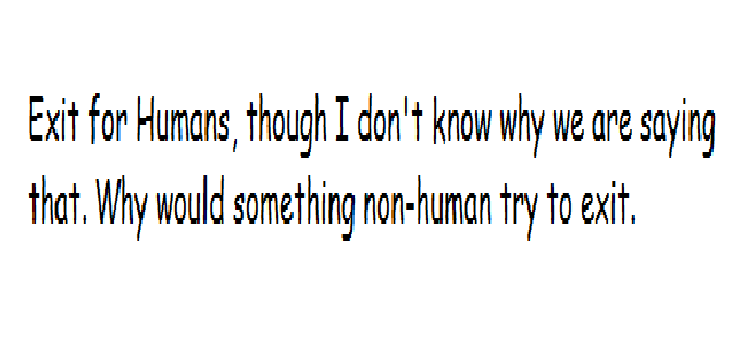 Exit for Humans, though I don't know why we are saying
that. Why would something non-human try to exit.